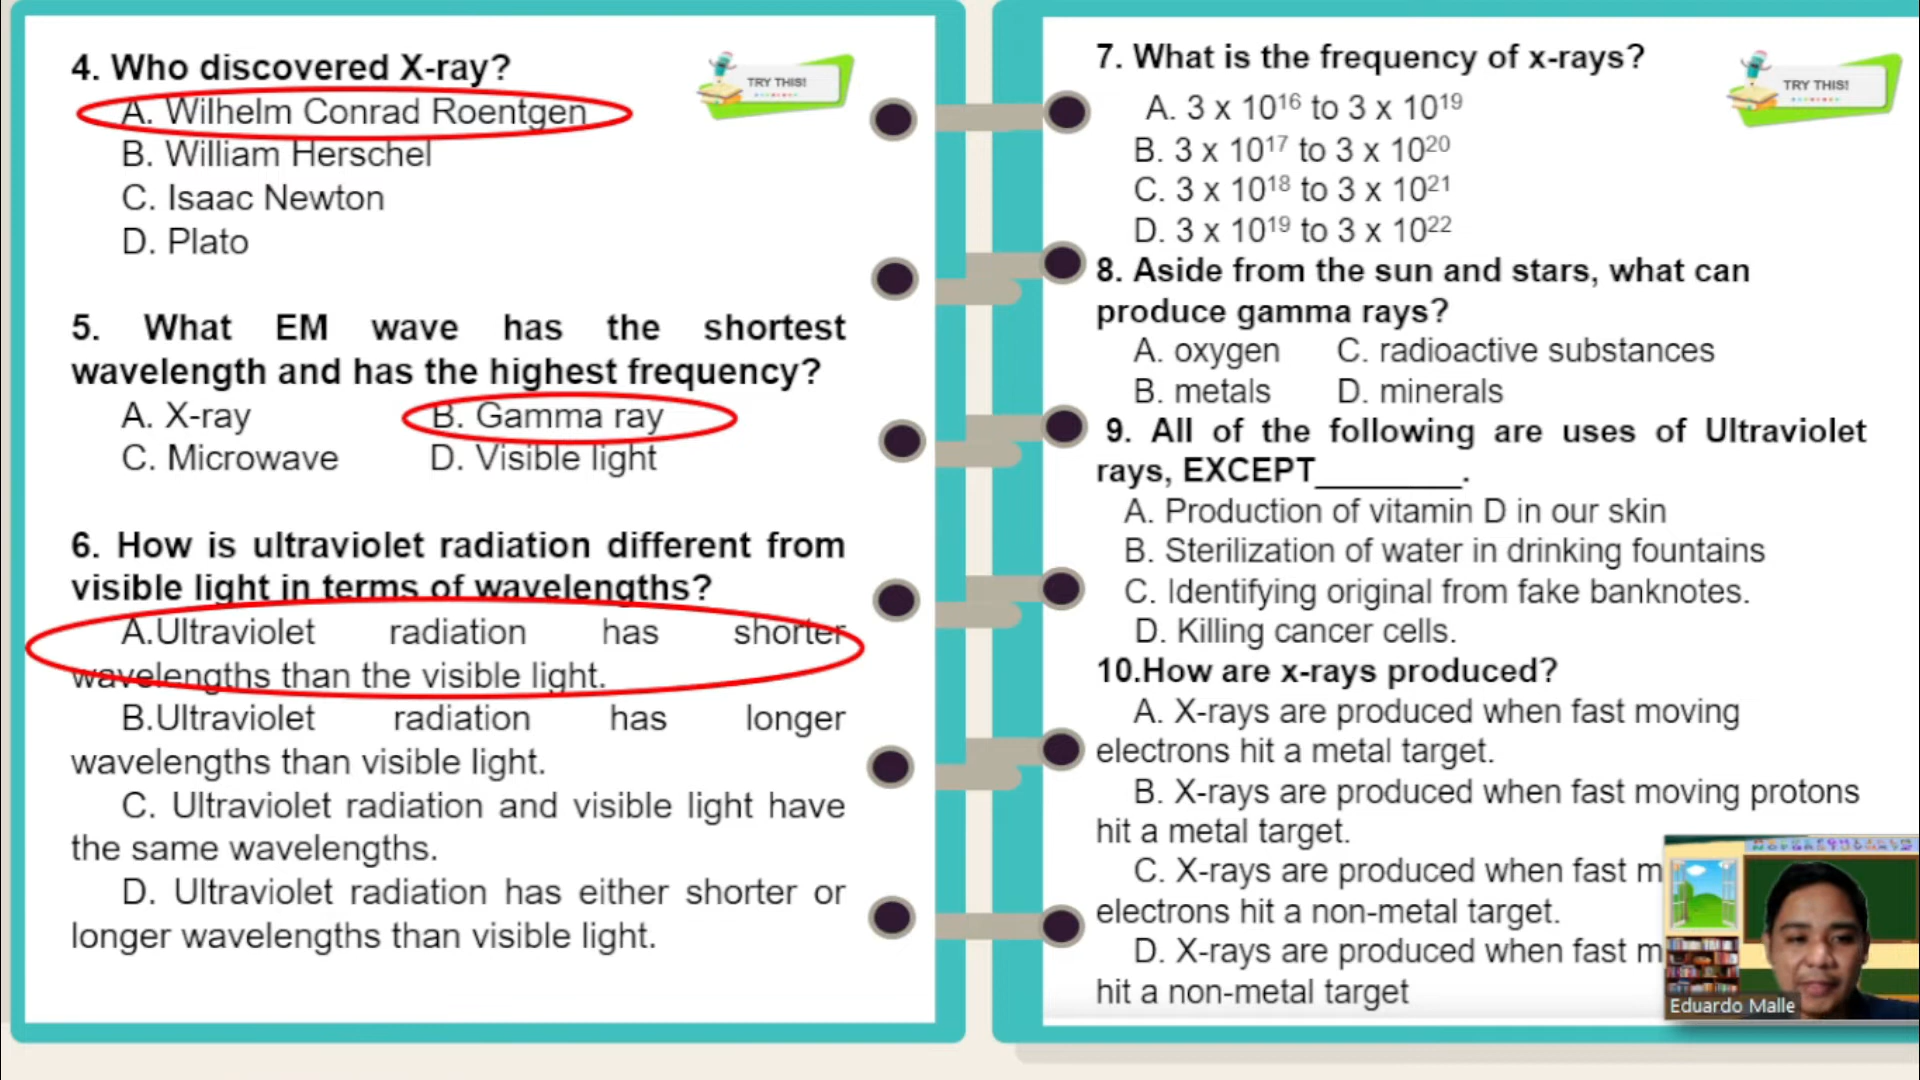 4. Who discovered X-ray?
TRY THIS!
A. Wilhelm Conrad Roentgen
B. William Herschel
C. Isaac Newton
D. Plato
5. What EM wave has the shortest
wavelength and has the highest frequency?
A. X-ray B. Gamma ray
C. Microwave D. Visible light
6. How is ultraviolet radiation different from
visible light in terms of wavelengths?
A.Ultraviolet radiation has shorter
wavelengths than the visible light.
B.Ultraviolet radiation has longer
wavelengths than visible light.
C. Ultraviolet radiation and visible light have
the same wavelengths.
D. Ultraviolet radiation has either shorter or
longer wavelengths than visible light.
7. What is the frequency of x-rays?
TRY THIS!
A. 3 x 10¹⁶ to 3 x 10¹⁹
B. 3 x 10¹⁷ to 3 x 10²⁰
C. 3 x 10¹⁸ to 3 x 10²¹
D. 3 x 10¹⁹ to 3 x 10²²
8. Aside from the sun and stars, what can
produce gamma rays?
A. oxygen C. radioactive substances
B. metals D. minerals
9. All of the following are uses of Ultraviolet
rays, EXCEPT________.
A. Production of vitamin D in our skin
B. Sterilization of water in drinking fountains
C. Identifying original from fake banknotes.
D. Killing cancer cells.
10.How are x-rays produced?
A. X-rays are produced when fast moving
electrons hit a metal target.
B. X-rays are produced when fast moving protons
hit a metal target.
C. X-rays are produced when fast m
electrons hit a non-metal target.
D. X-rays are produced when fast m
hit a non-metal target
Eduardo Malle